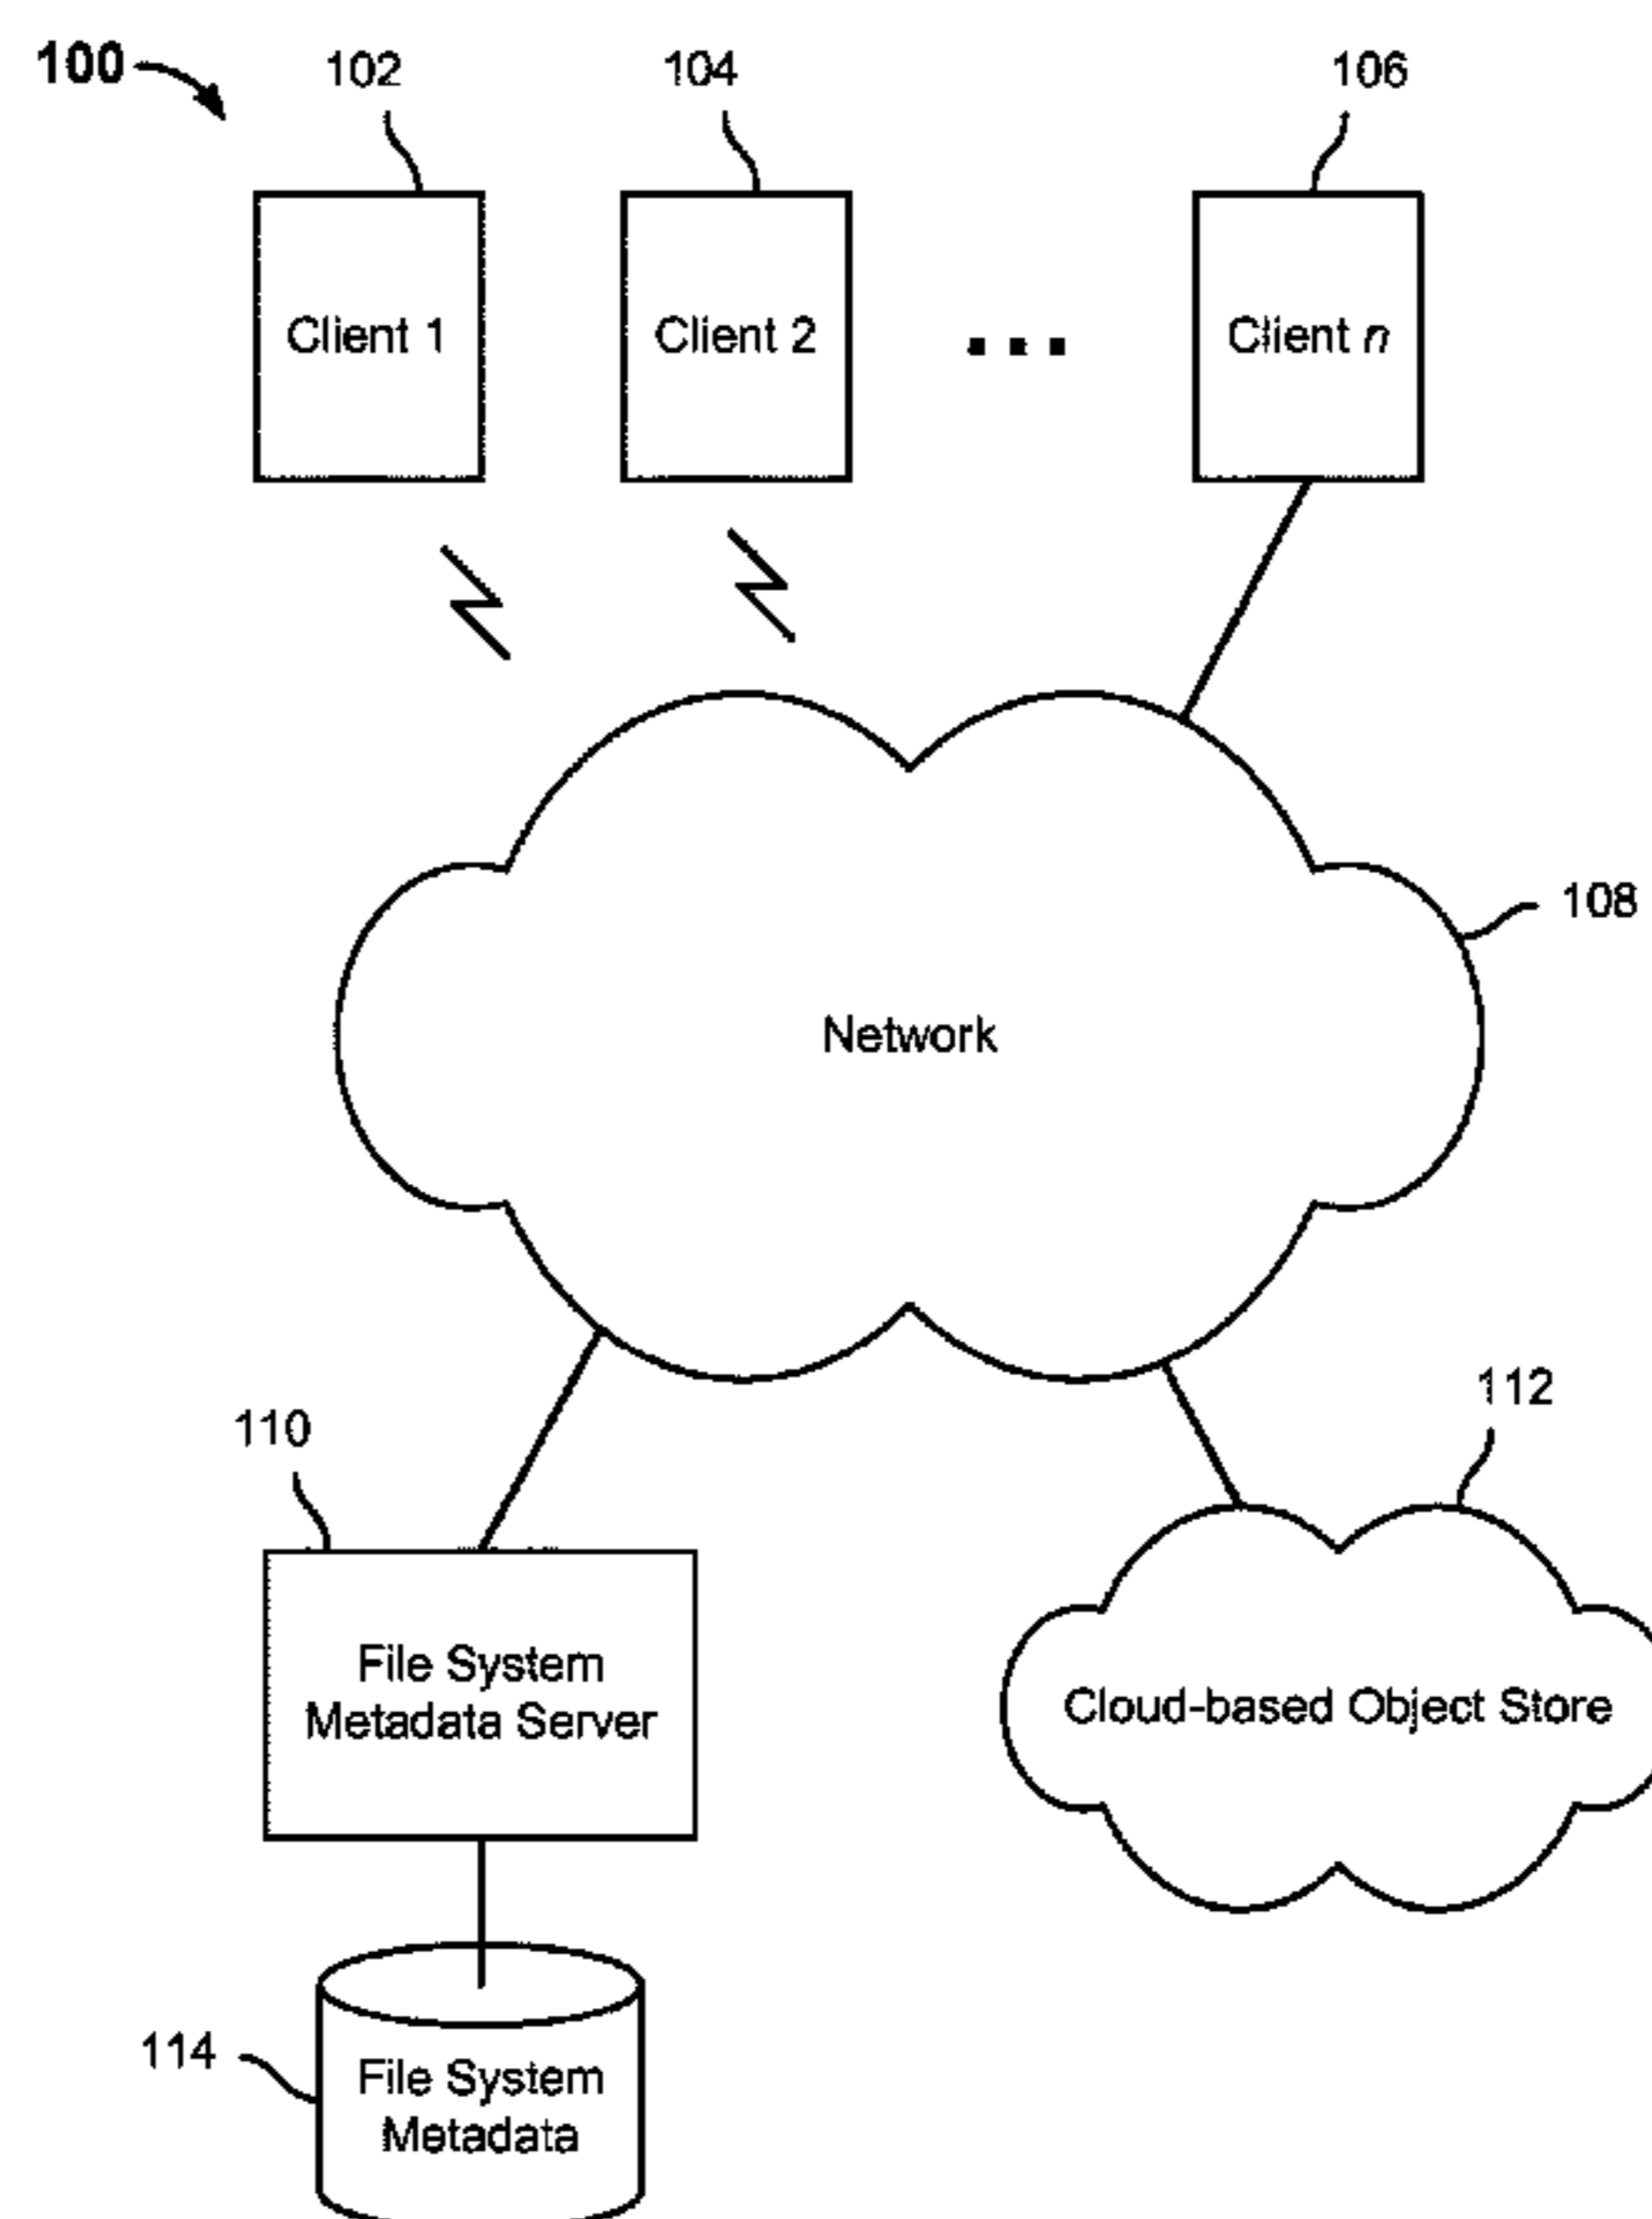 100
102
104
106
Client 1
Client 2
...
Client n
108
Network
110
112
File System
Metadata Server
Cloud-based Object Store
114
File System
Metadata